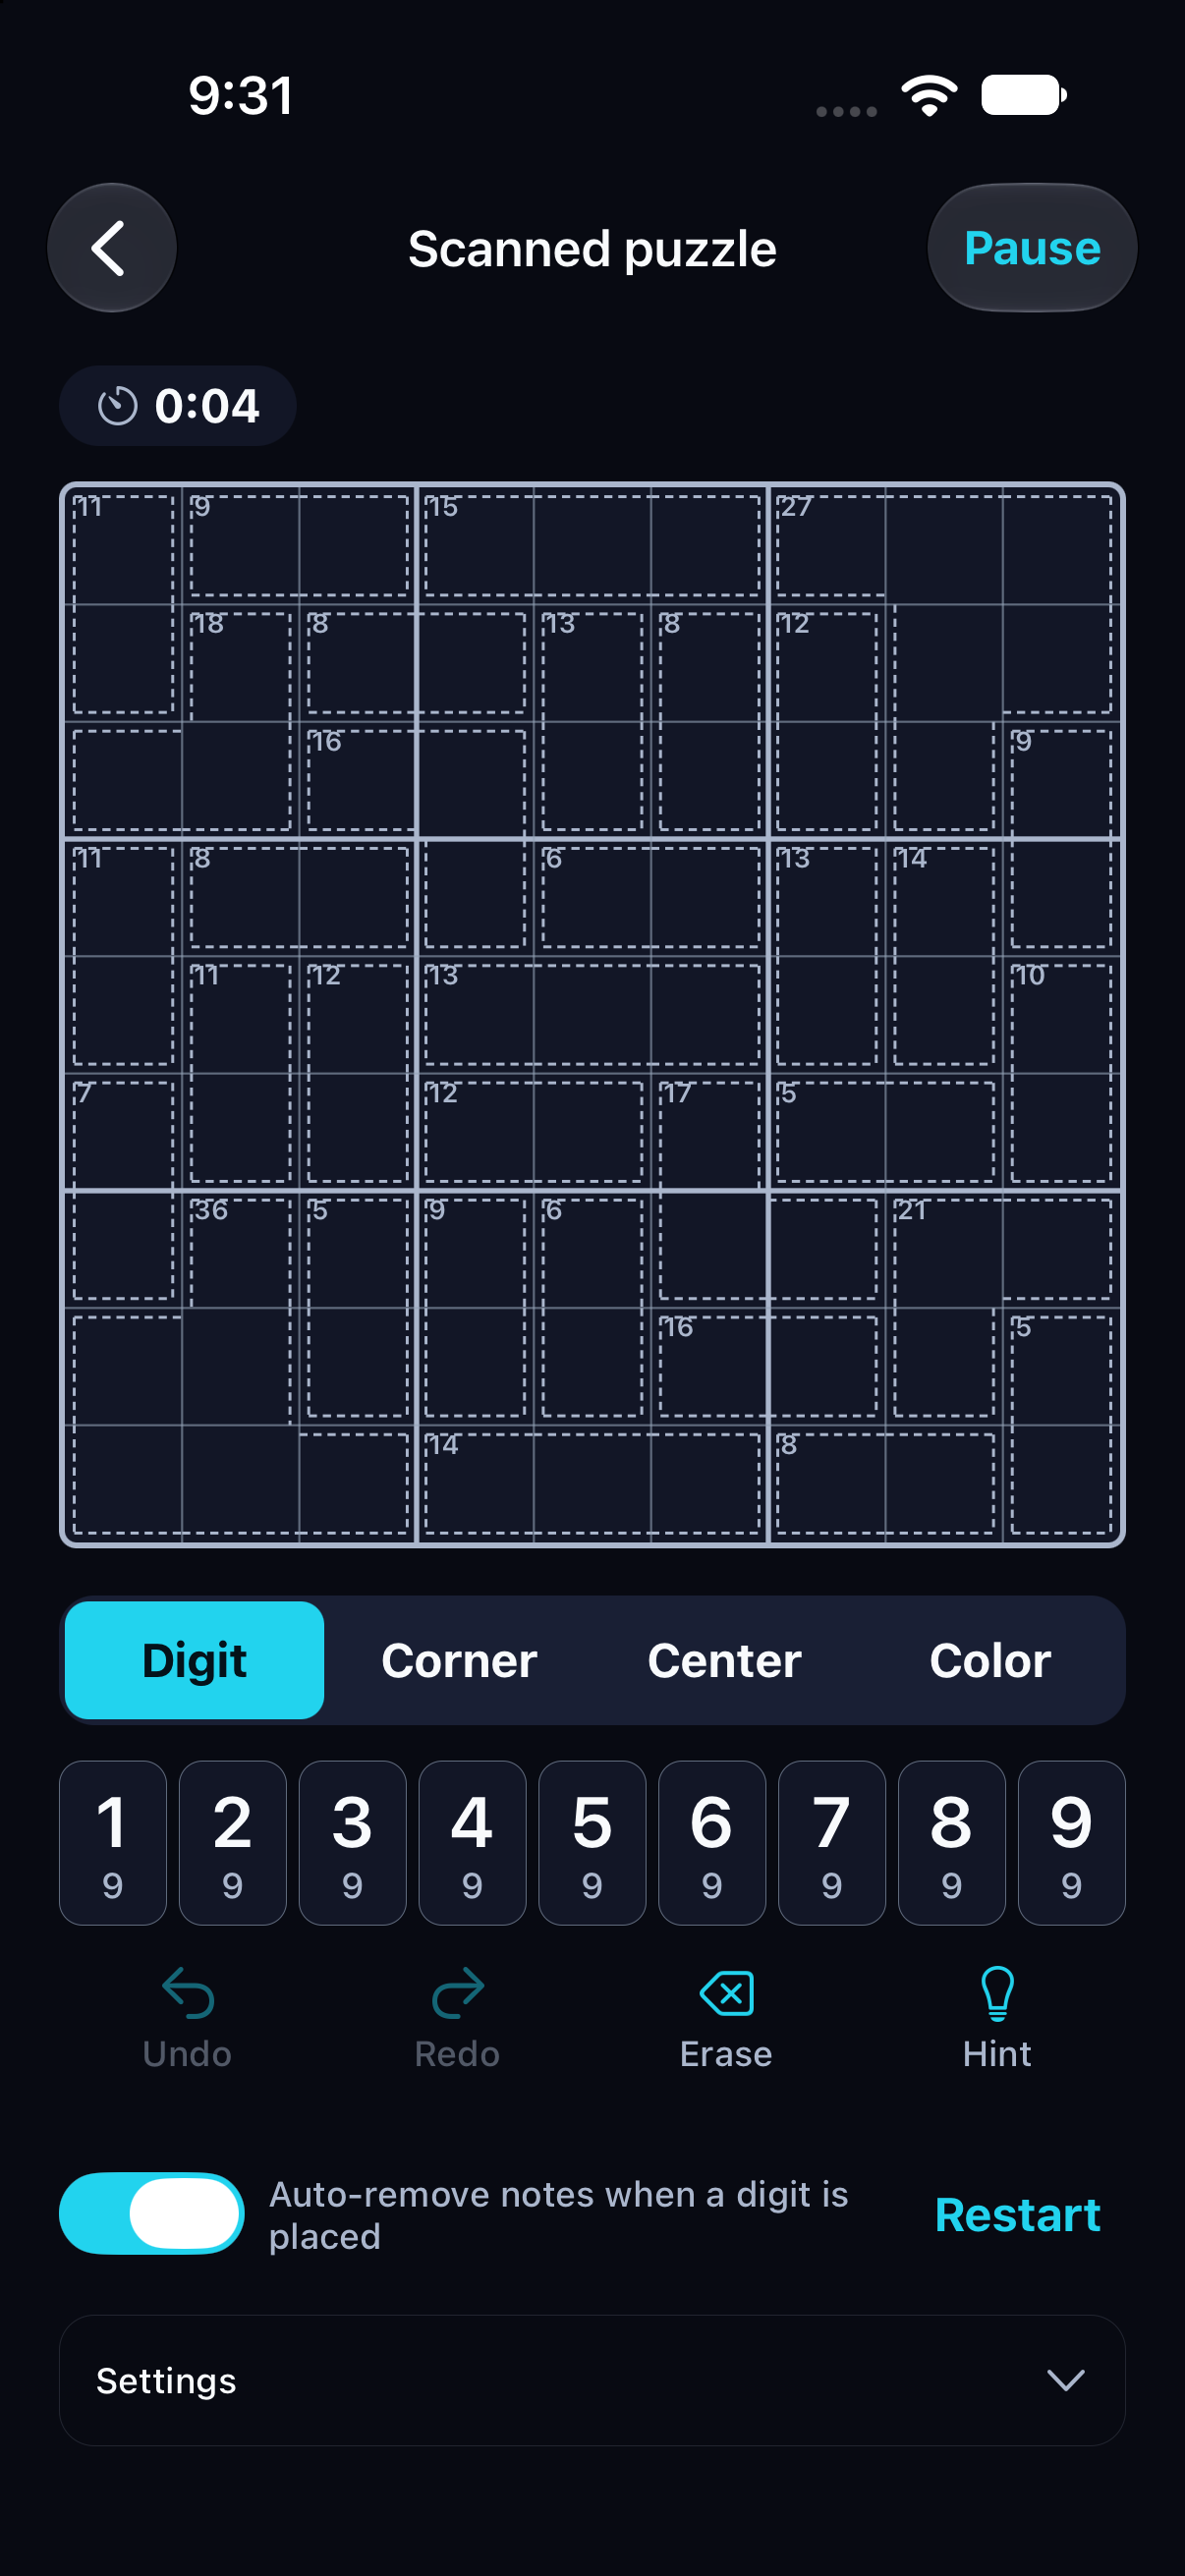 9:31
Scanned puzzle
Pause
0:04
11 9 15 27
18 8 13 8 12
16 9
11 8 6 13 14
11 12 13 10
7 12 17 5
36 5 9 6 21
16 5
14 8
Digit Corner Center Color
1 2 3 4 5 6 7 8 9
9 9 9 9 9 9 9 9 9
Undo Redo Erase Hint
Auto-remove notes when a digit is
placed
Restart
Settings